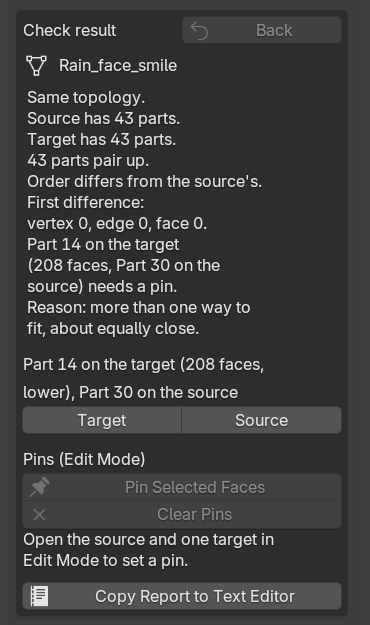 Check result
Back
Rain_face_smile
Same topology.
Source has 43 parts.
Target has 43 parts.
43 parts pair up.
Order differs from the source's.
First difference:
vertex 0, edge 0, face 0.
Part 14 on the target
(208 faces, Part 30 on the
source) needs a pin.
Reason: more than one way to
fit, about equally close.
Part 14 on the target (208 faces,
lower), Part 30 on the source
Target
Source
Pins (Edit Mode)
Pin Selected Faces
Clear Pins
Open the source and one target in
Edit Mode to set a pin.
Copy Report to Text Editor